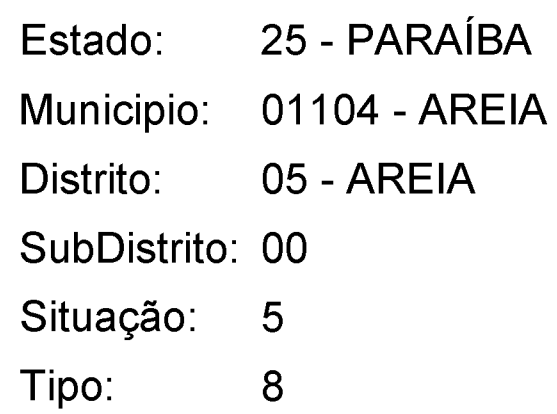 Estado: 25 - PARAÍBA
Municipio: 01104 - AREIA
Distrito: 05 - AREIA
SubDistrito: 00
Situação: 5
Tipo: 8